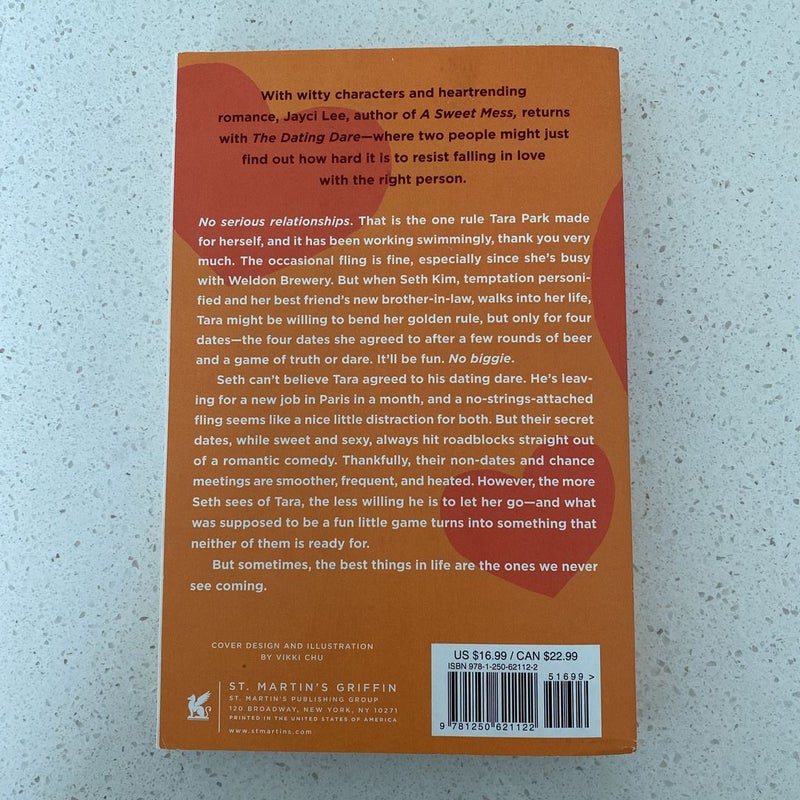 With witty characters and heartrending
romance, Jayci Lee, author of A Sweet Mess, returns
with The Dating Dare—where two people might just
find out how hard it is to resist falling in love
with the right person.
No serious relationships. That is the one rule Tara Park made
for herself, and it has been working swimmingly, thank you very
much. The occasional fling is fine, especially since she's busy
with Weldon Brewery. But when Seth Kim, temptation personi-
fied and her best friend's new brother-in-law, walks into her life,
Tara might be willing to bend her golden rule, but only for four
dates—the four dates she agreed to after a few rounds of beer
and a game of truth or dare. It'll be fun. No biggie.
Seth can't believe Tara agreed to his dating dare. He's leav-
ing for a new job in Paris in a month, and a no-strings-attached
fling seems like a nice little distraction for both. But their secret
dates, while sweet and sexy, always hit roadblocks straight out
of a romantic comedy. Thankfully, their non-dates and chance
meetings are smoother, frequent, and heated. However, the more
Seth sees of Tara, the less willing he is to let her go—and what
was supposed to be a fun little game turns into something that
neither of them is ready for.
But sometimes, the best things in life are the ones we never
see coming.
COVER DESIGN AND ILLUSTRATION
BY VIKKI CHU
ST. MARTIN'S GRIFFIN
ST. MARTIN'S PUBLISHING GROUP
120 BROADWAY, NEW YORK, NY 10271
PRINTED IN THE UNITED STATES OF AMERICA
www.stmartins.com
US $16.99 / CAN $22.99
ISBN 978-1-250-62112-2
51699>
9 781250 621122